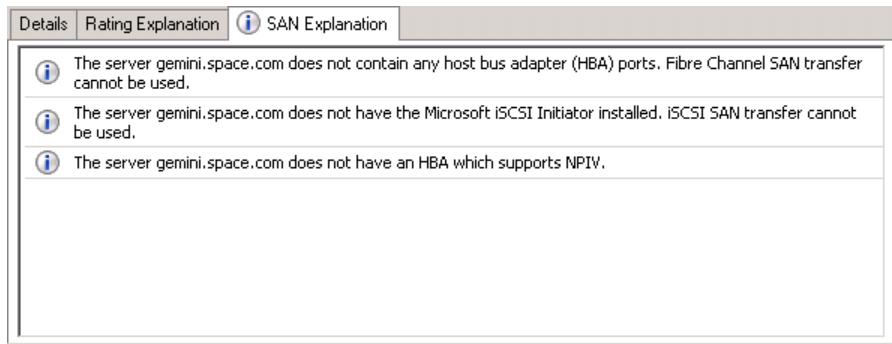 Details Rating Explanation SAN Explanation
The server gemini.space.com does not contain any host bus adapter (HBA) ports. Fibre Channel SAN transfer
cannot be used.
The server gemini.space.com does not have the Microsoft iSCSI Initiator installed. iSCSI SAN transfer cannot
be used.
The server gemini.space.com does not have an HBA which supports NPIV.